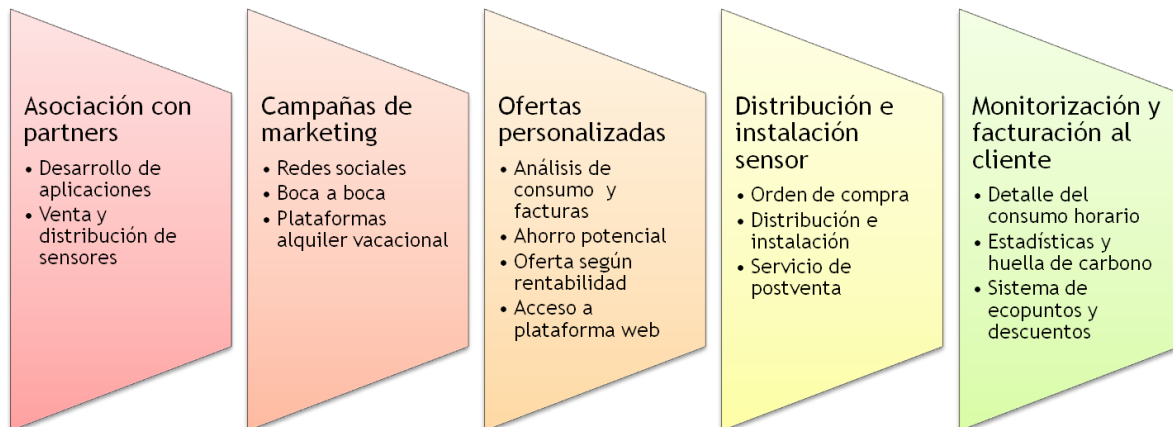 Asociación con
partners
• Desarrollo de
aplicaciones
• Venta y
distribución de
sensores
Campañas de
marketing
• Redes sociales
• Boca a boca
• Plataformas
alquiler vacacional
Ofertas
personalizadas
• Análisis de
consumo y
facturas
• Ahorro potencial
• Oferta según
rentabilidad
• Acceso a
plataforma web
Distribución e
instalación
sensor
• Orden de compra
• Distribución e
instalación
• Servicio de
postventa
Monitorización y
facturación al
cliente
• Detalle del
consumo horario
• Estadísticas y
huella de carbono
• Sistema de
ecopuntos y
descuentos